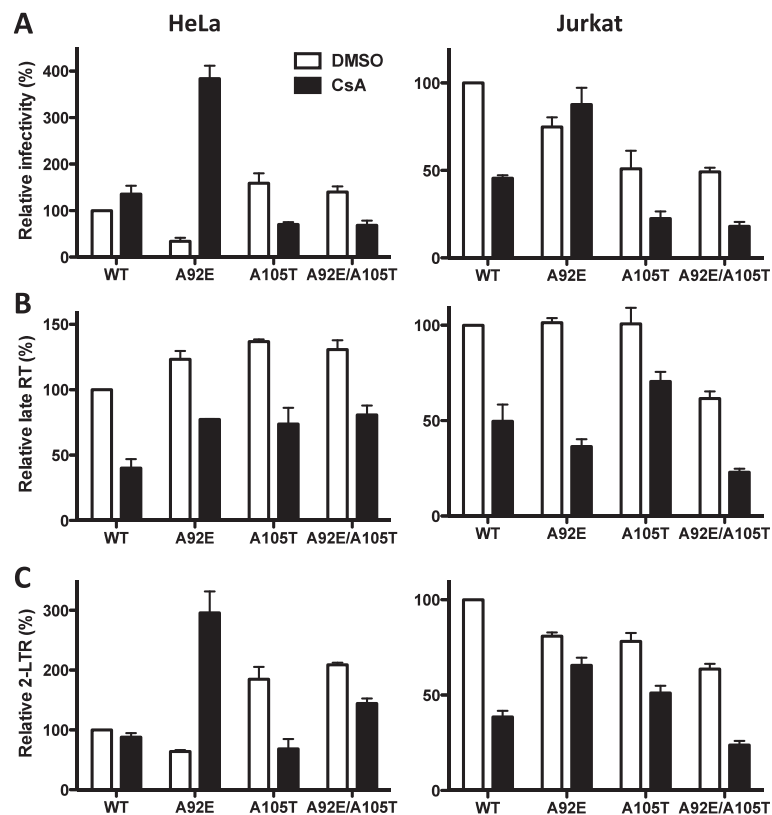 A HeLa Jurkat
DMSO
CsA
Relative infectivity (%)
400
300
200
100
0
WT A92E A105T A92E/A105T
100
50
0
WT A92E A105T A92E/A105T
B
Relative late RT (%)
150
100
50
0
WT A92E A105T A92E/A105T
100
50
0
WT A92E A105T A92E/A105T
C
Relative 2-LTR (%)
300
200
100
0
WT A92E A105T A92E/A105T
100
50
0
WT A92E A105T A92E/A105T